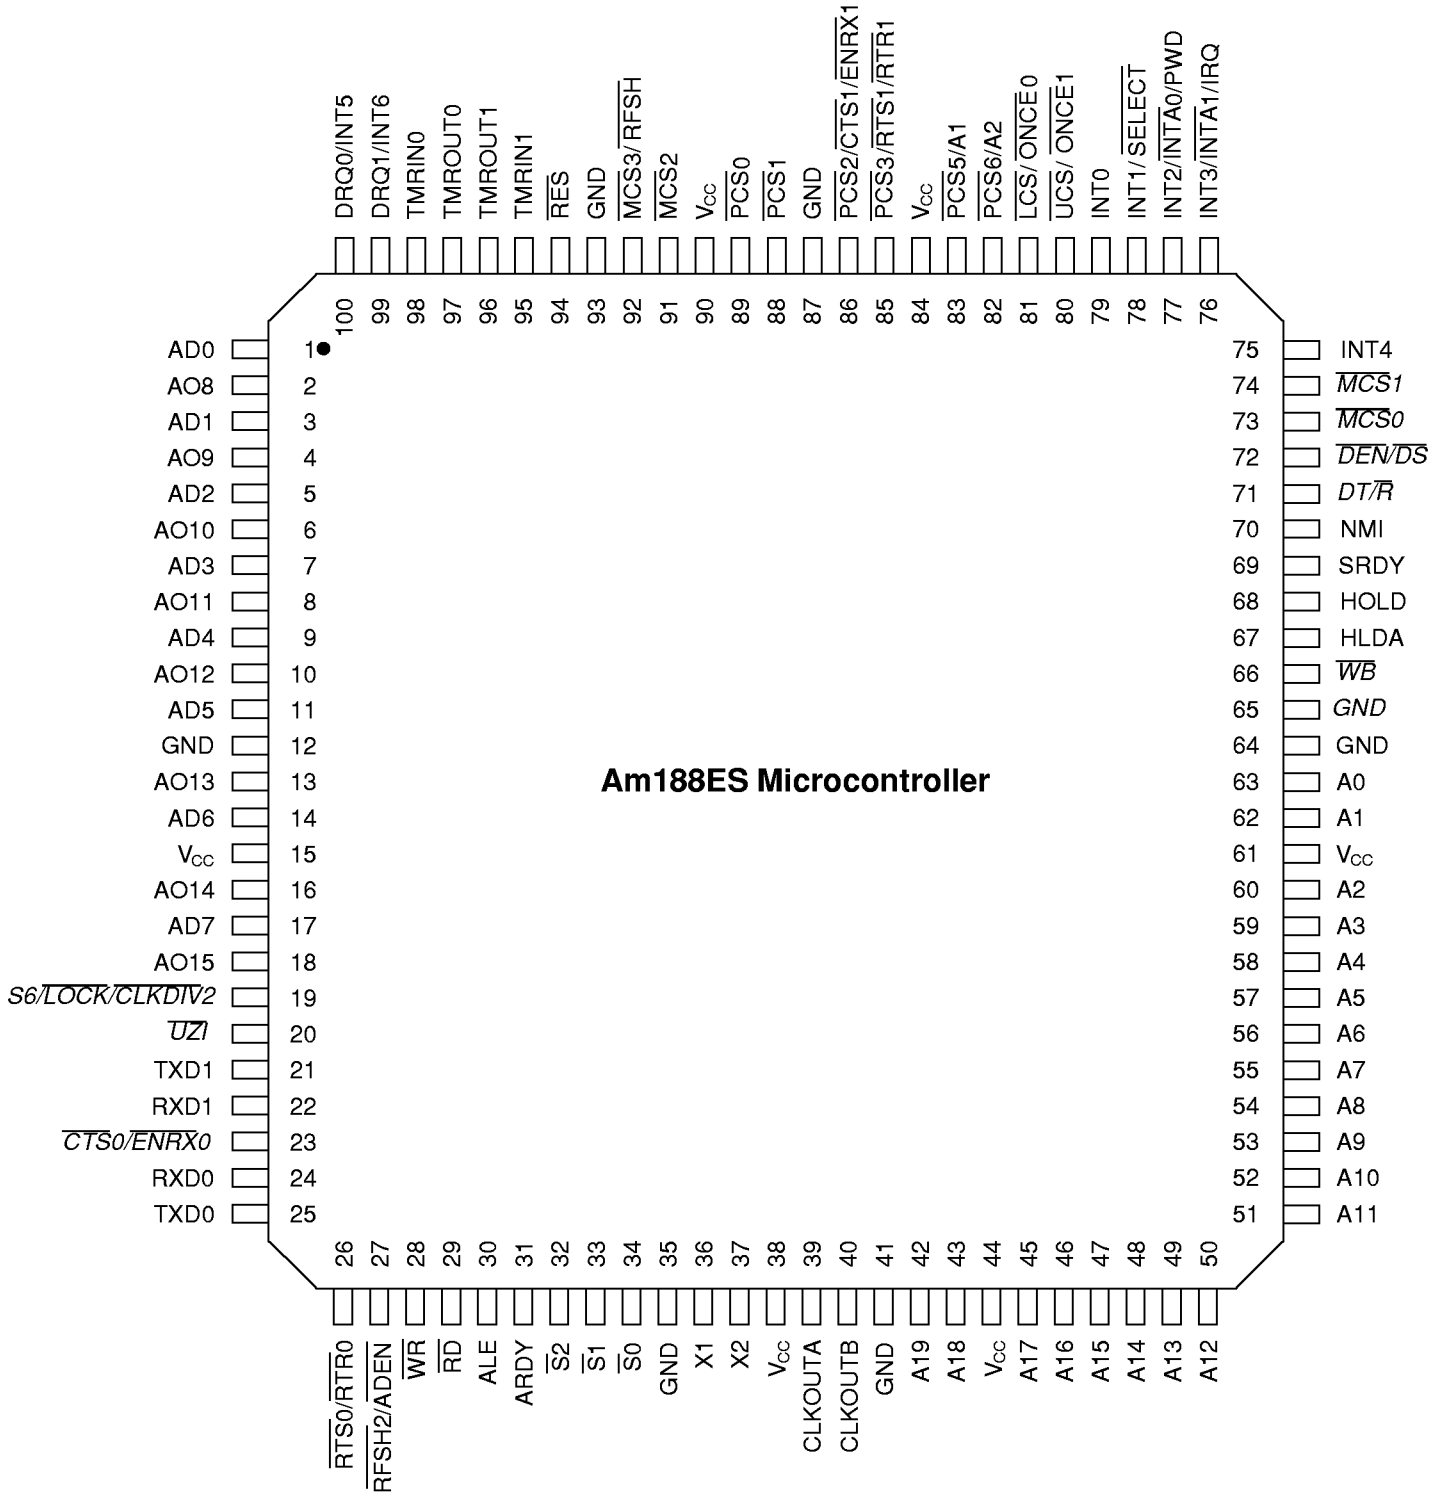 DRQ0/INT5
DRQ1/INT6
TMRIN0
TMROUT0
TMROUT1
TMRIN1
RES
GND
MCS3/ RFSH
MCS2
VCC
PCS0
PCS1
GND
PCS2/CTS1/ENRX1
PCS3/RTS1/RTR1
VCC
PCS5/A1
PCS6/A2
LCS/ ONCE0
UCS/ ONCE1
INT0
INT1/ SELECT
INT2/INTA0/PWD
INT3/INTA1/IRQ
100
99
98
97
96
95
94
93
92
91
90
89
88
87
86
85
84
83
82
81
80
79
78
77
76
AD0 1
AO8 2
AD1 3
AO9 4
AD2 5
AO10 6
AD3 7
AO11 8
AD4 9
AO12 10
AD5 11
GND 12
AO13 13
AD6 14
VCC 15
AO14 16
AD7 17
AO15 18
S6/LOCK/CLKDIV2 19
UZI 20
TXD1 21
RXD1 22
CTS0/ENRX0 23
RXD0 24
TXD0 25
Am188ES Microcontroller
75 INT4
74 MCS1
73 MCS0
72 DEN/DS
71 DT/R
70 NMI
69 SRDY
68 HOLD
67 HLDA
66 WB
65 GND
64 GND
63 A0
62 A1
61 VCC
60 A2
59 A3
58 A4
57 A5
56 A6
55 A7
54 A8
53 A9
52 A10
51 A11
26
27
28
29
30
31
32
33
34
35
36
37
38
39
40
41
42
43
44
45
46
47
48
49
50
RTS0/RTR0
RFSH2/ADEN
WR
RD
ALE
ARDY
S2
S1
S0
GND
X1
X2
VCC
CLKOUTA
CLKOUTB
GND
A19
A18
VCC
A17
A16
A15
A14
A13
A12